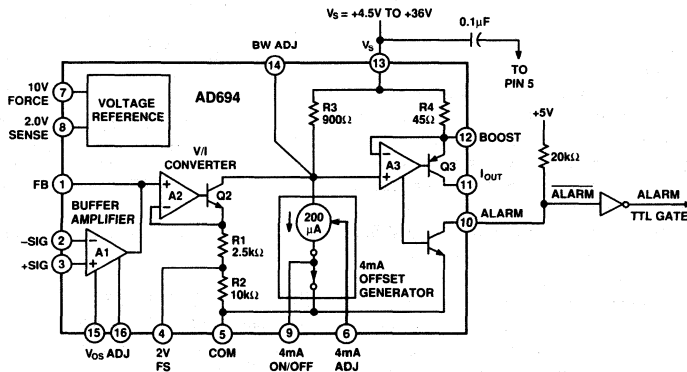 VS = +4.5V TO +36V
0.1µF
TO
PIN 5
BW ADJ
VS
14
13
AD694
10V
FORCE
7
2.0V
SENSE
8
VOLTAGE
REFERENCE
R3
900Ω
R4
45Ω
+5V
20kΩ
12
BOOST
V/I
CONVERTER
A3
Q3
FB
1
A2
Q2
11
IOUT
BUFFER
AMPLIFIER
200
µA
10
ALARM
ALARM
ALARM
TTL GATE
–SIG
2
+SIG
3
A1
R1
2.5kΩ
R2
10kΩ
4mA
OFFSET
GENERATOR
15
16
4
5
9
6
VOS ADJ
2V
FS
COM
4mA
ON/OFF
4mA
ADJ